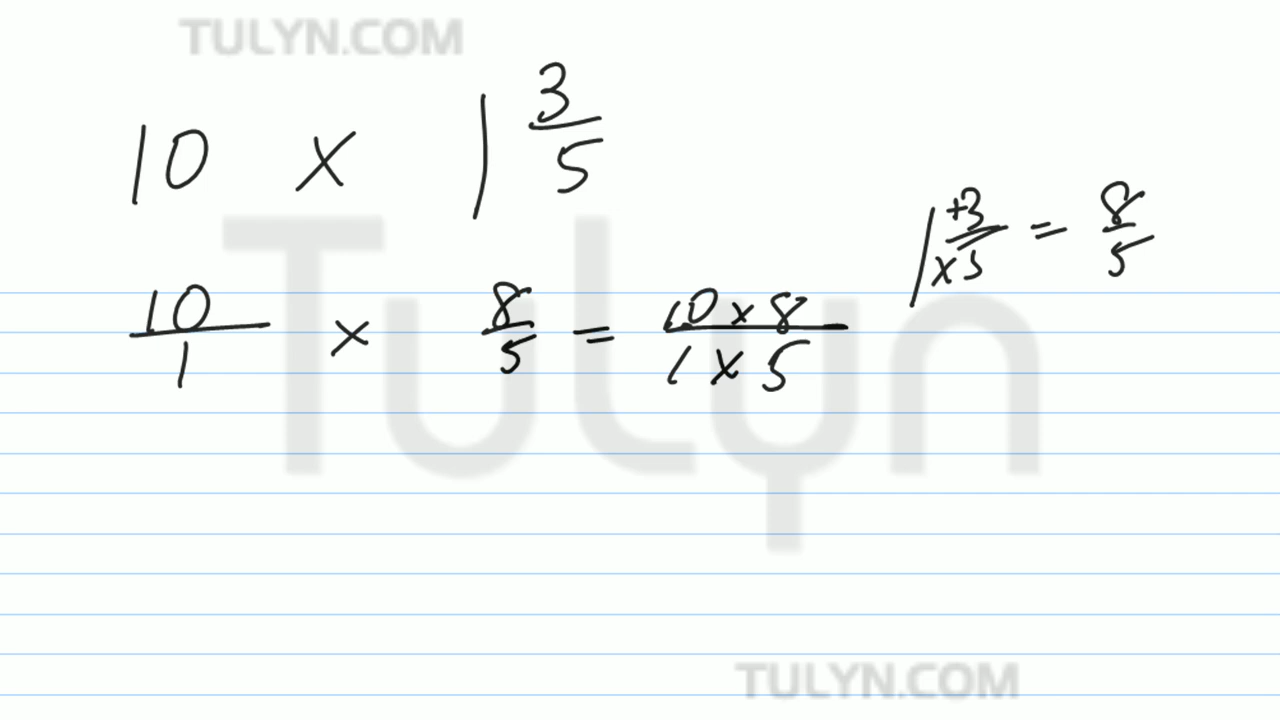 TULYN.COM
10 x 1 3/5
1 +3/x5 = 8/5
10/1 x 8/5 = 10 x 8/1 x 5
TuLyn
TULYN.COM